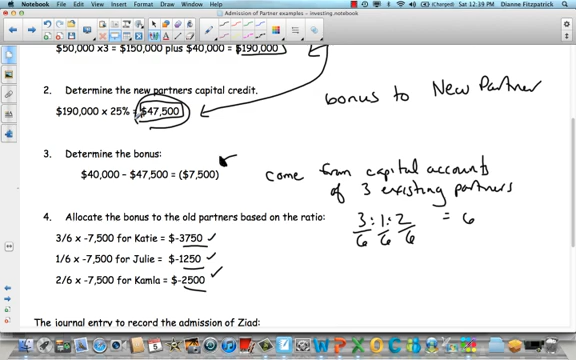 Notebook File Edit View Insert Format Tools Window Help (Charged) Sat 12:39 PM Dianne Fitzpatrick
Admission of Partner examples - investing.notebook
$50,000 x3 = $150,000 plus $40,000 = $190,000
2. Determine the new partners capital credit.
$190,000 x 25% = $47,500
bonus to New Partner
3. Determine the bonus:
$40,000 – $47,500 = ($7,500)
come from capital accounts
of 3 existing partners
4. Allocate the bonus to the old partners based on the ratio:
3 : 1 : 2 = 6
6 6 6
3/6 x -7,500 for Katie = $-3750 ✓
1/6 x -7,500 for Julie = $-1250 ✓
2/6 x -7,500 for Kamla = $-2500 ✓
The journal entry to record the admission of Ziad: